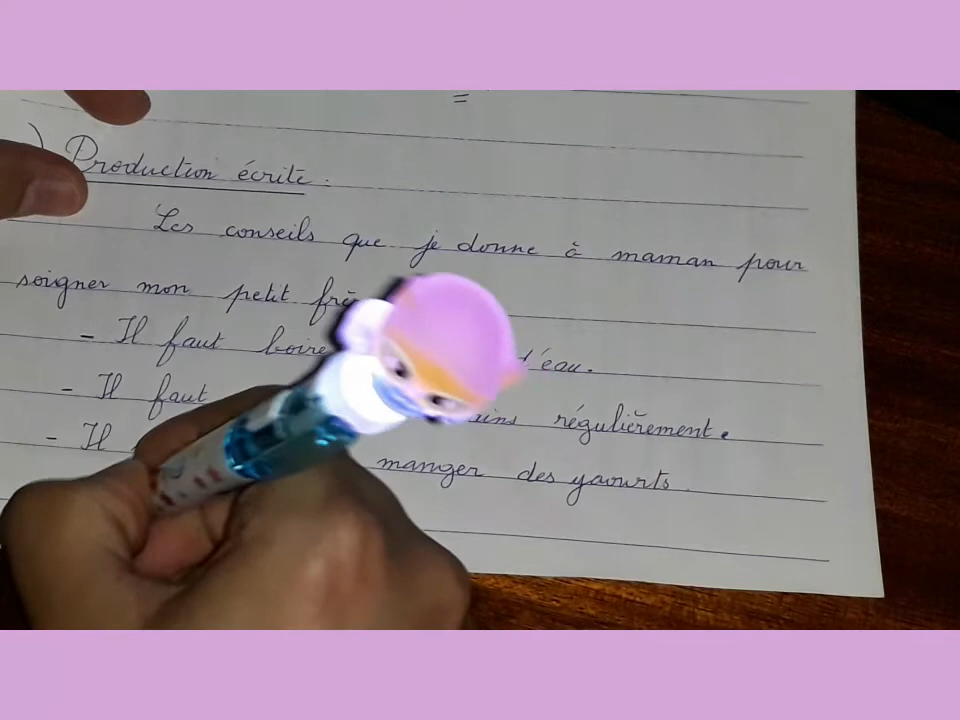 ) Production écrite :
Les conseils que je donne à maman pour
soigner mon petit
- Il faut boire d'eau.
- Il faut régulièrement.
- Il manger des yaourts